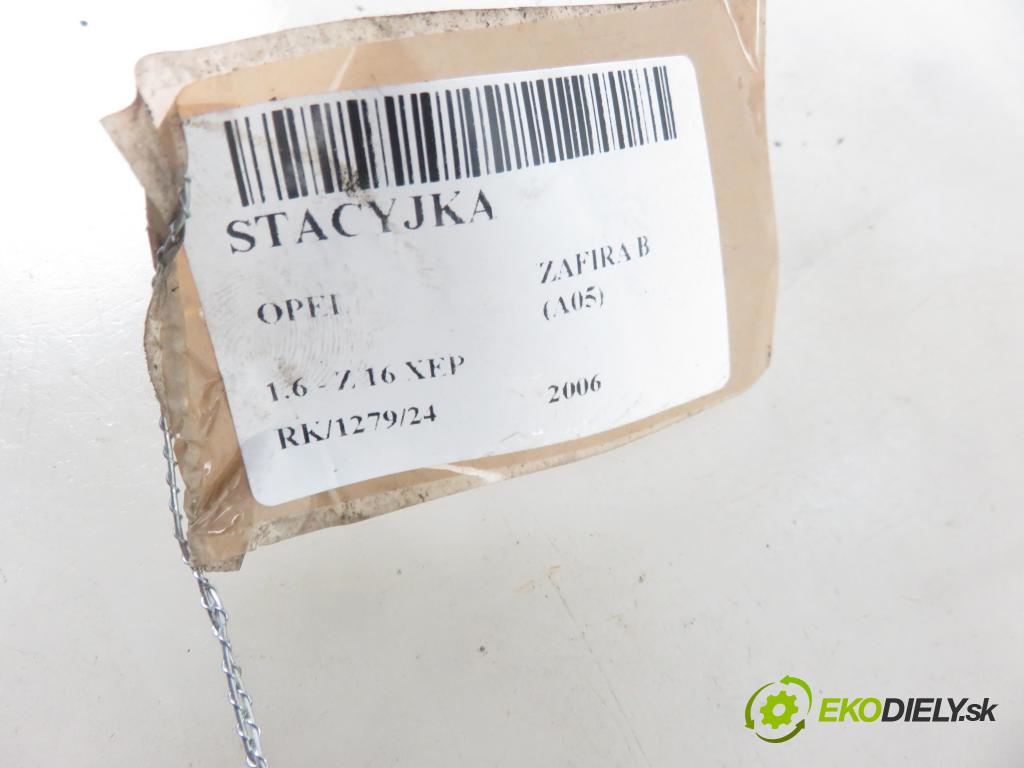 STACYJKA
OPEL
ZAFIRA B
(A05)
1.6 - Z 16 XEP
RK/1279/24
2006
EKODIELY.sk